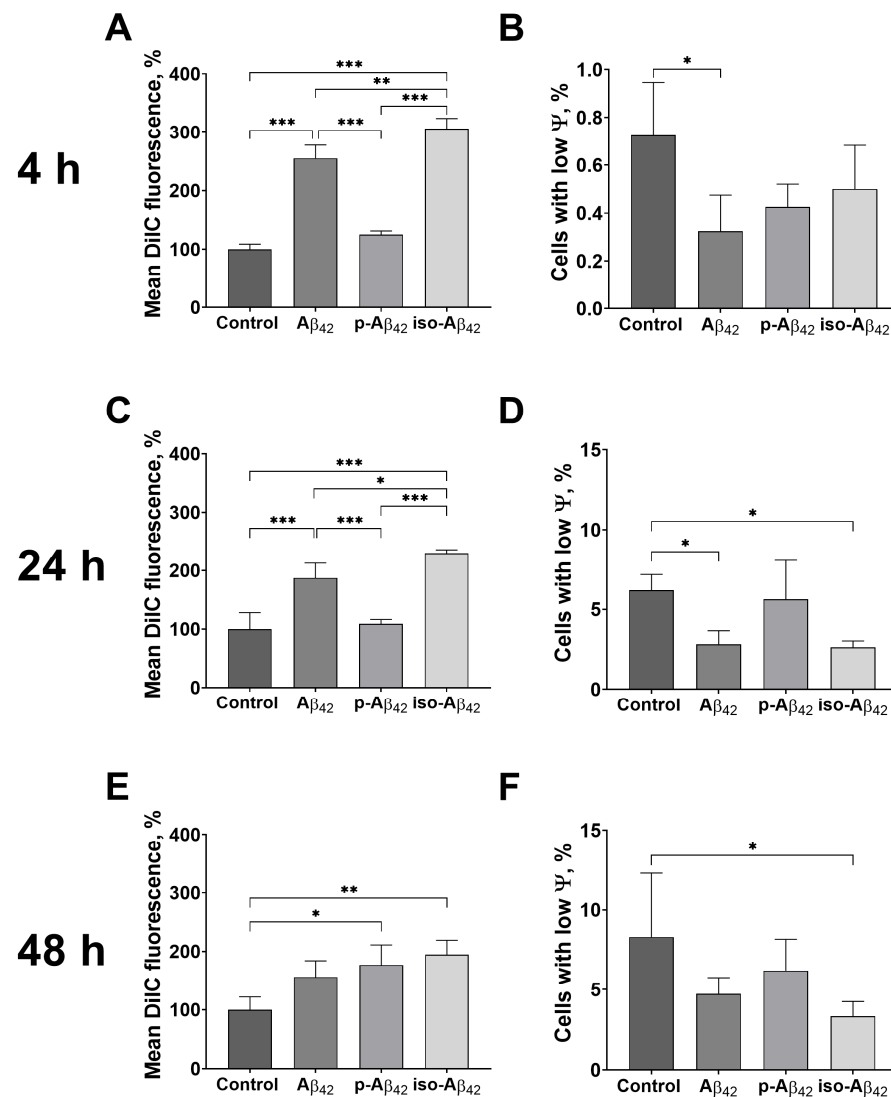 A
B
4 h
Mean DilC fluorescence, %
400
300
200
100
0
***
**
***
*** ***
Control Aβ42 p-Aβ42 iso-Aβ42
Cells with low Ψ, %
1.0
0.8
0.6
0.4
0.2
0.0
*
Control Aβ42 p-Aβ42 iso-Aβ42
C
D
24 h
Mean DilC fluorescence, %
400
300
200
100
0
***
*
***
*** ***
Control Aβ42 p-Aβ42 iso-Aβ42
Cells with low Ψ, %
15
10
5
0
*
*
Control Aβ42 p-Aβ42 iso-Aβ42
E
F
48 h
Mean DilC fluorescence, %
400
300
200
100
0
**
*
Control Aβ42 p-Aβ42 iso-Aβ42
Cells with low Ψ, %
15
10
5
0
*
Control Aβ42 p-Aβ42 iso-Aβ42